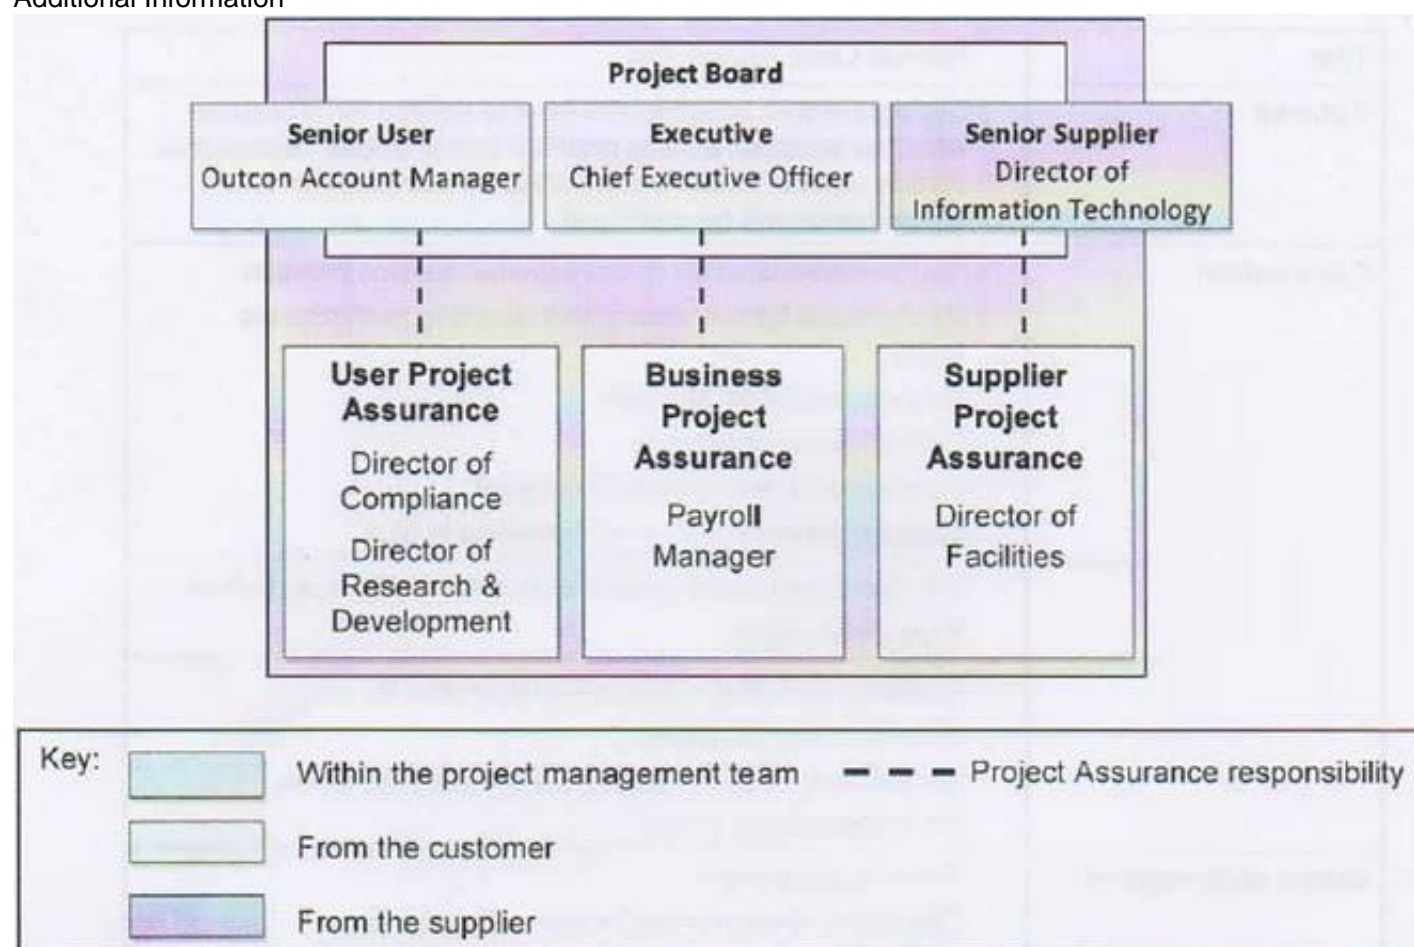 Additional Information
Project Board
Senior User
Outcon Account Manager
Executive
Chief Executive Officer
Senior Supplier
Director of
Information Technology
User Project
Assurance
Director of
Compliance
Director of
Research &
Development
Business
Project
Assurance
Payroll
Manager
Supplier
Project
Assurance
Director of
Facilities
Key:
Within the project management team
Project Assurance responsibility
From the customer
From the supplier